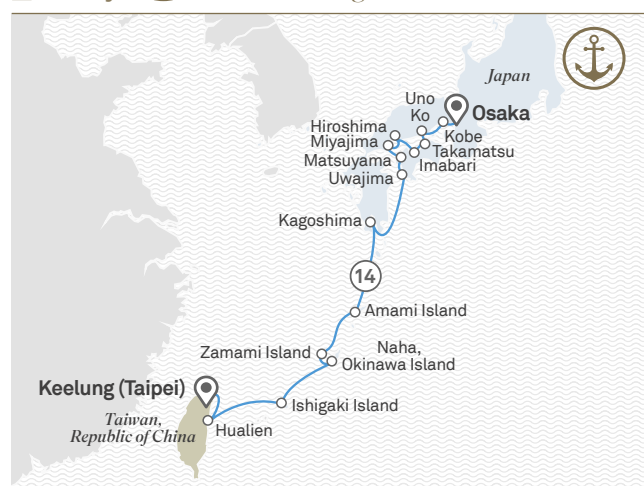 Japan
Uno
Ko
Osaka
Hiroshima
Miyajima
Kobe
Takamatsu
Matsuyama
Imabari
Uwajima
Kagoshima
14
Amami Island
Zamami Island
Naha,
Okinawa Island
Keelung (Taipei)
Ishigaki Island
Taiwan,
Republic of China
Hualien